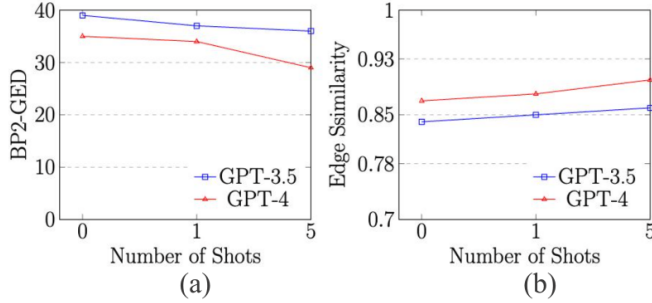 40
30
20
10
0
BP2-GED
GPT-3.5
GPT-4
0 1 5
Number of Shots
(a)
1
0.93
0.85
0.78
0.7
Edge Ssimilarity
GPT-3.5
GPT-4
0 1 5
Number of Shots
(b)